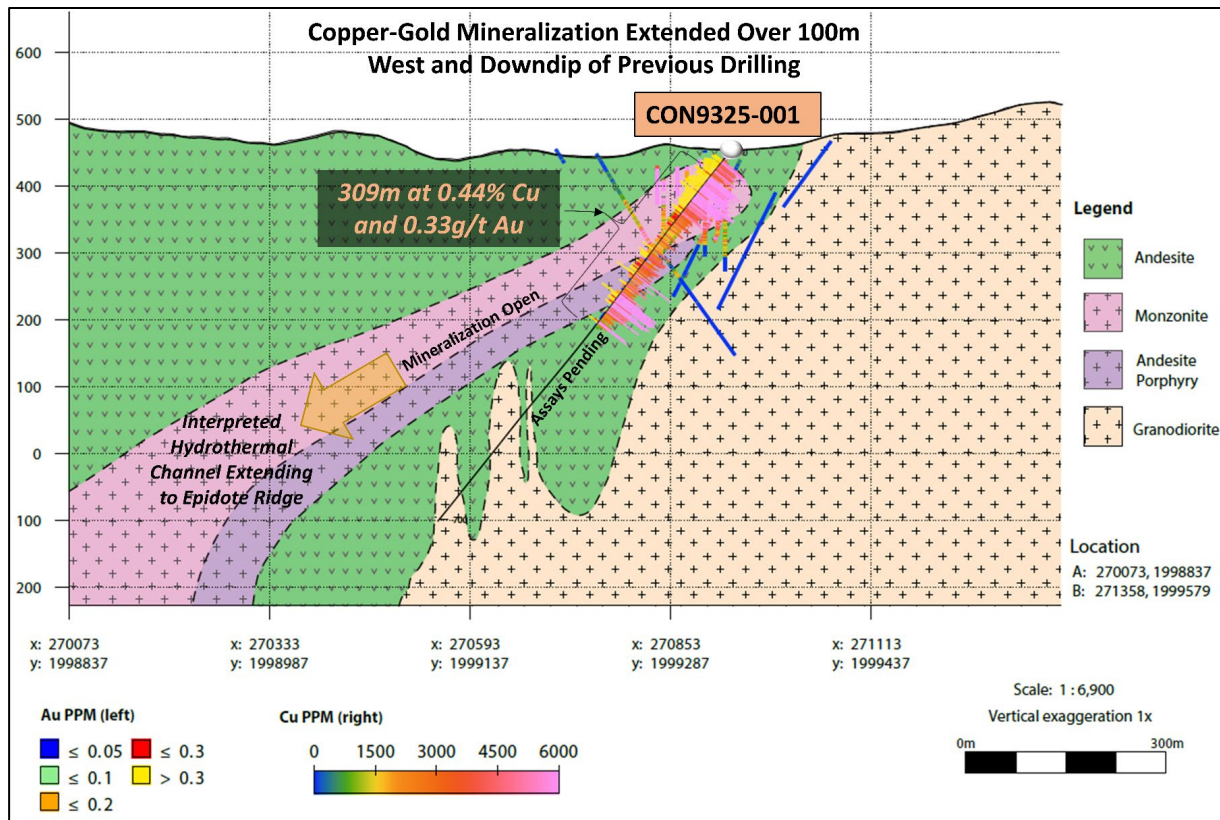 Copper-Gold Mineralization Extended Over 100m
West and Downdip of Previous Drilling
CON9325-001
309m at 0.44% Cu
and 0.33g/t Au
600
500
400
300
200
100
0
100
200
Mineralization Open
Assays Pending
Interpreted
Hydrothermal
Channel Extending
to Epidote Ridge
700
Legend
Andesite
Monzonite
Andesite
Porphyry
Granodiorite
Location
A: 270073, 1998837
B: 271358, 1999579
x: 270073
y: 1998837
x: 270333
y: 1998987
x: 270593
y: 1999137
x: 270853
y: 1999287
x: 271113
y: 1999437
Au PPM (left)
≤ 0.05
≤ 0.1
≤ 0.2
≤ 0.3
> 0.3
Cu PPM (right)
0 1500 3000 4500 6000
Scale: 1 : 6,900
Vertical exaggeration 1x
0m 300m